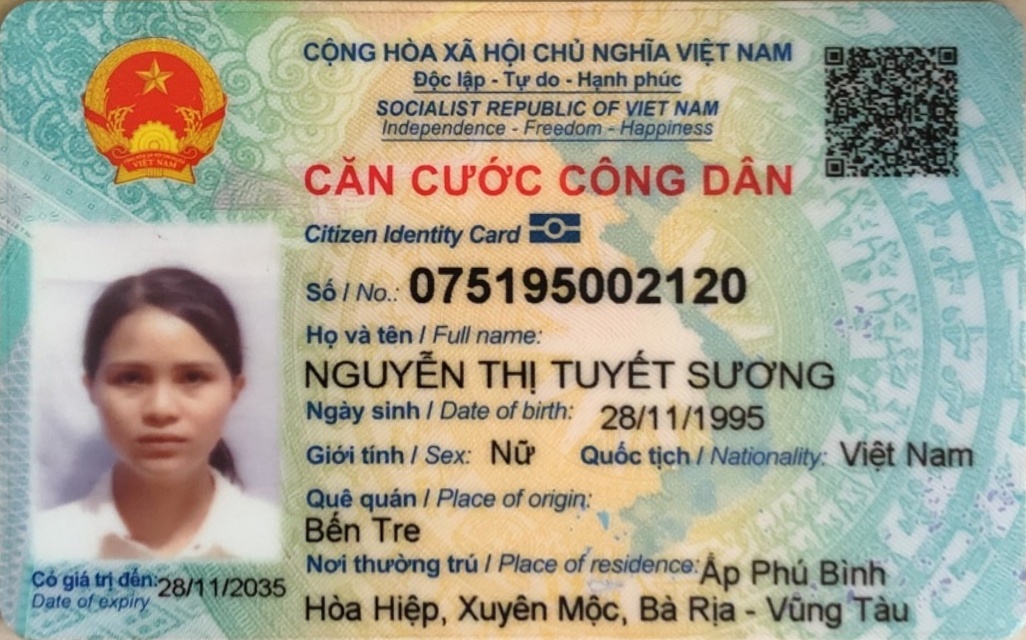 CỘNG HÒA XÃ HỘI CHỦ NGHĨA VIỆT NAM
Độc lập - Tự do - Hạnh phúc
SOCIALIST REPUBLIC OF VIET NAM
Independence - Freedom - Happiness
CĂN CƯỚC CÔNG DÂN
Citizen Identity Card
Số / No.: 075195002120
Họ và tên / Full name:
NGUYỄN THỊ TUYẾT SƯƠNG
Ngày sinh / Date of birth: 28/11/1995
Giới tính / Sex: Nữ Quốc tịch / Nationality: Việt Nam
Quê quán / Place of origin:
Bến Tre
Nơi thường trú / Place of residence: Ấp Phú Bình
Hòa Hiệp, Xuyên Mộc, Bà Rịa - Vũng Tàu
Có giá trị đến: 28/11/2035
Date of expiry
VIỆT NAM